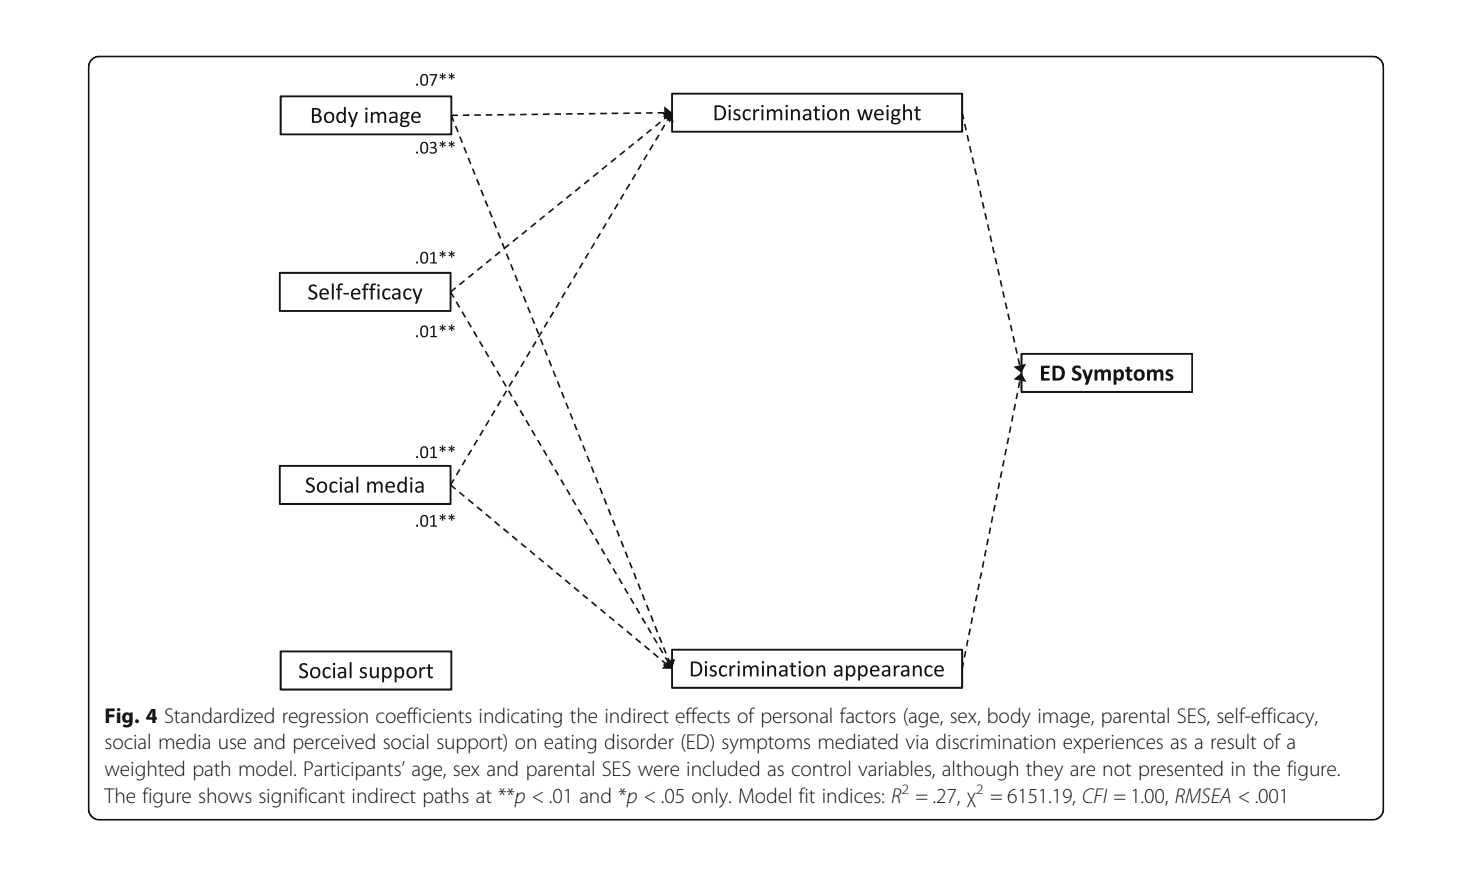 .07**
Body image
Discrimination weight
.03**
.01**
Self-efficacy
.01**
ED Symptoms
.01**
Social media
.01**
Social support
Discrimination appearance
Fig. 4 Standardized regression coefficients indicating the indirect effects of personal factors (age, sex, body image, parental SES, self-efficacy,
social media use and perceived social support) on eating disorder (ED) symptoms mediated via discrimination experiences as a result of a
weighted path model. Participants’ age, sex and parental SES were included as control variables, although they are not presented in the figure.
The figure shows significant indirect paths at **p < .01 and *p < .05 only. Model fit indices: R² = .27, χ² = 6151.19, CFI = 1.00, RMSEA < .001